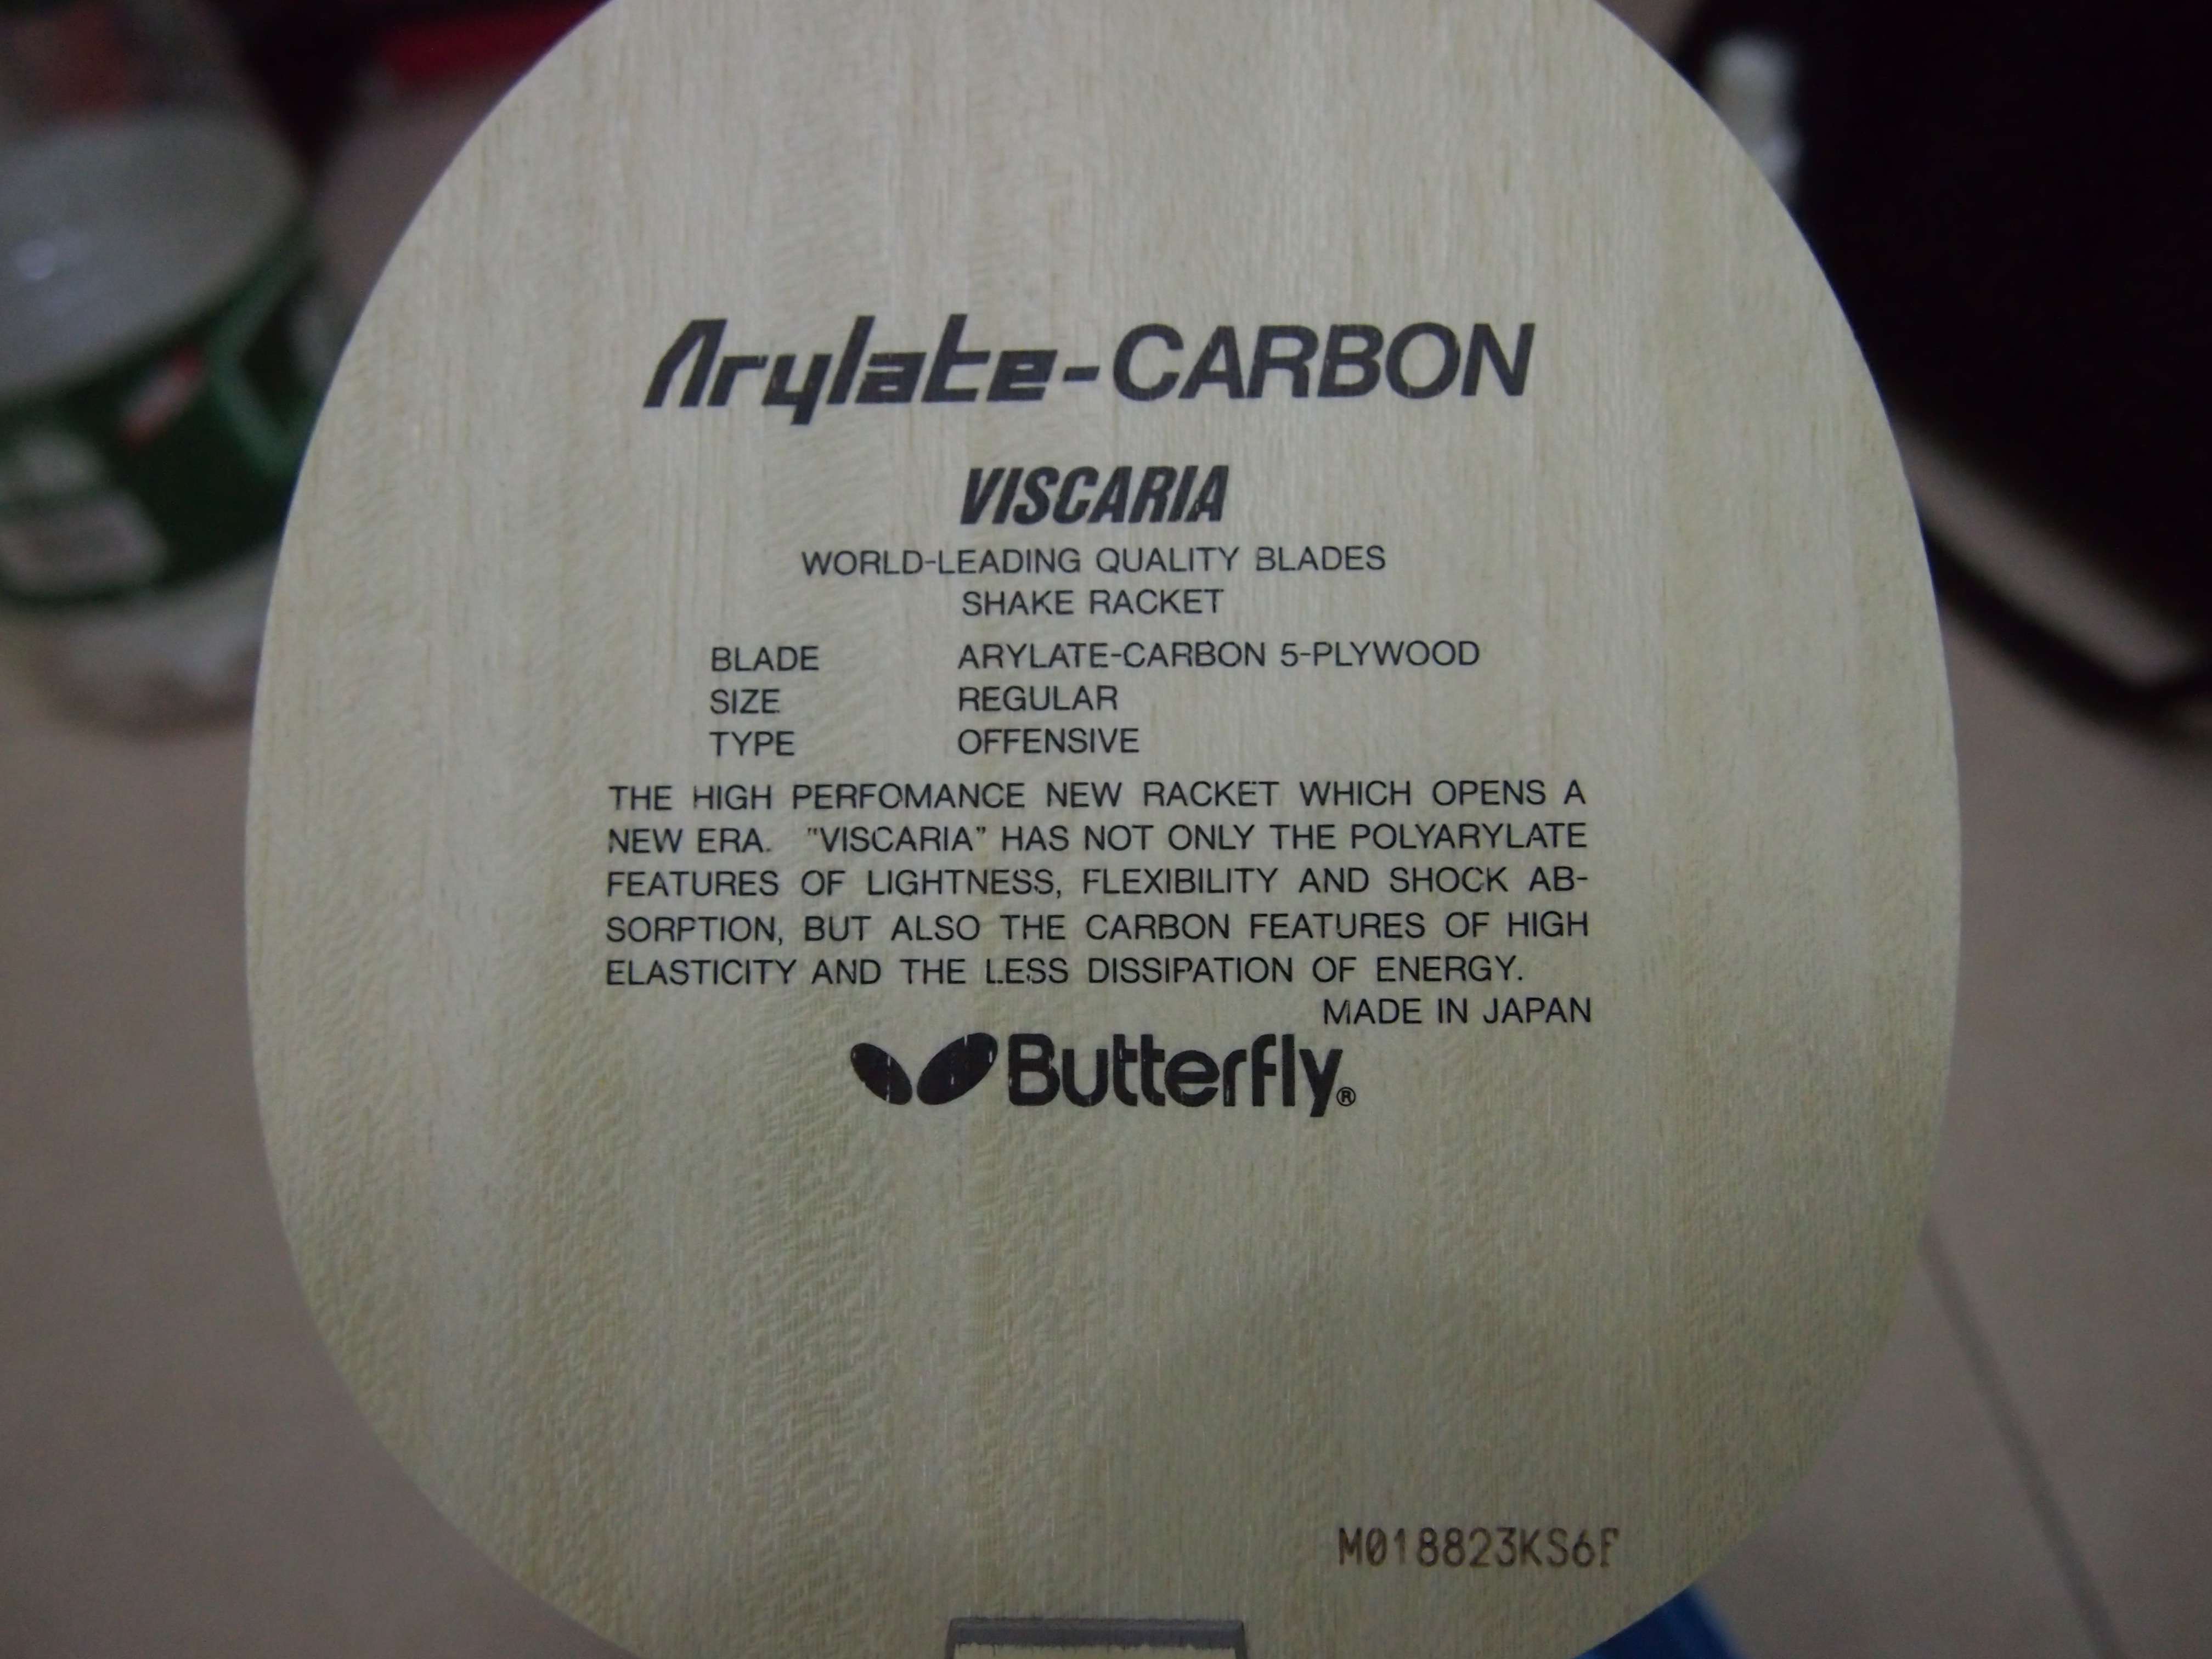 Arylate-CARBON
VISCARIA
WORLD-LEADING QUALITY BLADES
SHAKE RACKET
BLADE ARYLATE-CARBON 5-PLYWOOD
SIZE REGULAR
TYPE OFFENSIVE
THE HIGH PERFOMANCE NEW RACKET WHICH OPENS A
NEW ERA. "VISCARIA" HAS NOT ONLY THE POLYARYLATE
FEATURES OF LIGHTNESS, FLEXIBILITY AND SHOCK AB-
SORPTION, BUT ALSO THE CARBON FEATURES OF HIGH
ELASTICITY AND THE LESS DISSIPATION OF ENERGY.
MADE IN JAPAN
Butterfly®
M018823KS6F